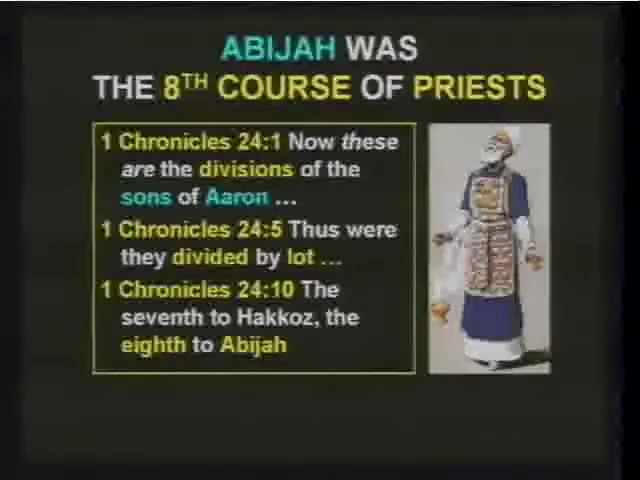 ABIJAH WAS
THE 8TH COURSE OF PRIESTS
1 Chronicles 24:1 Now these
are the divisions of the
sons of Aaron ...
1 Chronicles 24:5 Thus were
they divided by lot ...
1 Chronicles 24:10 The
seventh to Hakkoz, the
eighth to Abijah